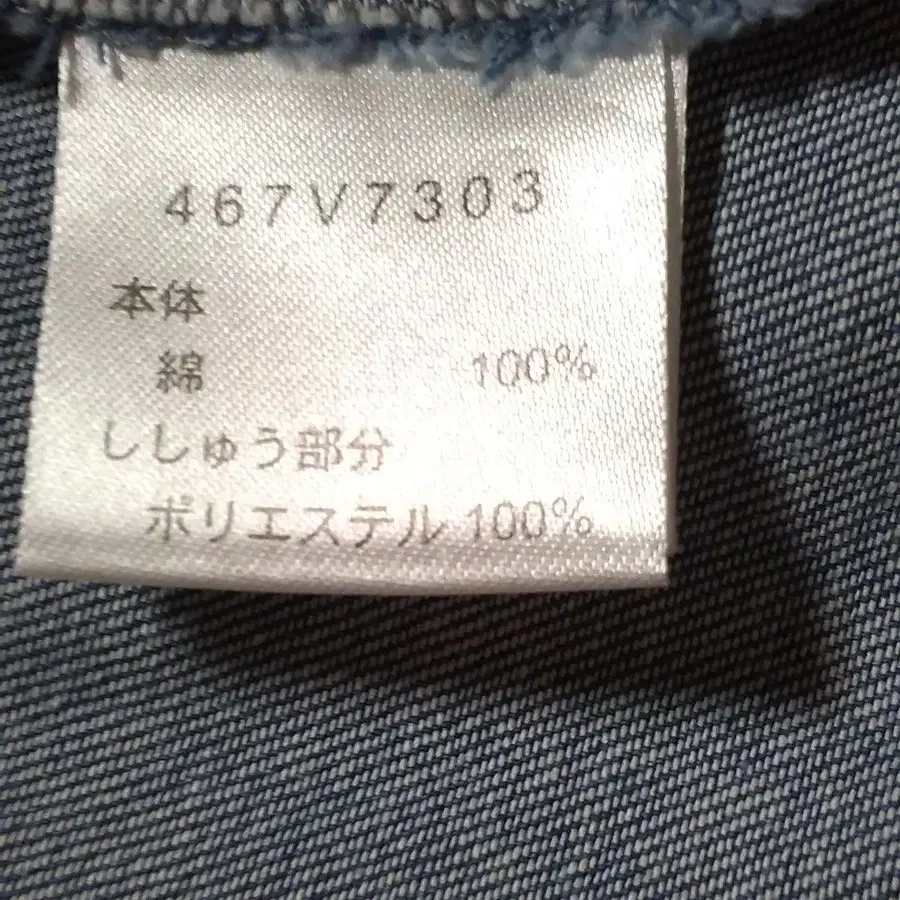 467V7303
本体
綿 100%
ししゅう部分
ポリエステル 100%